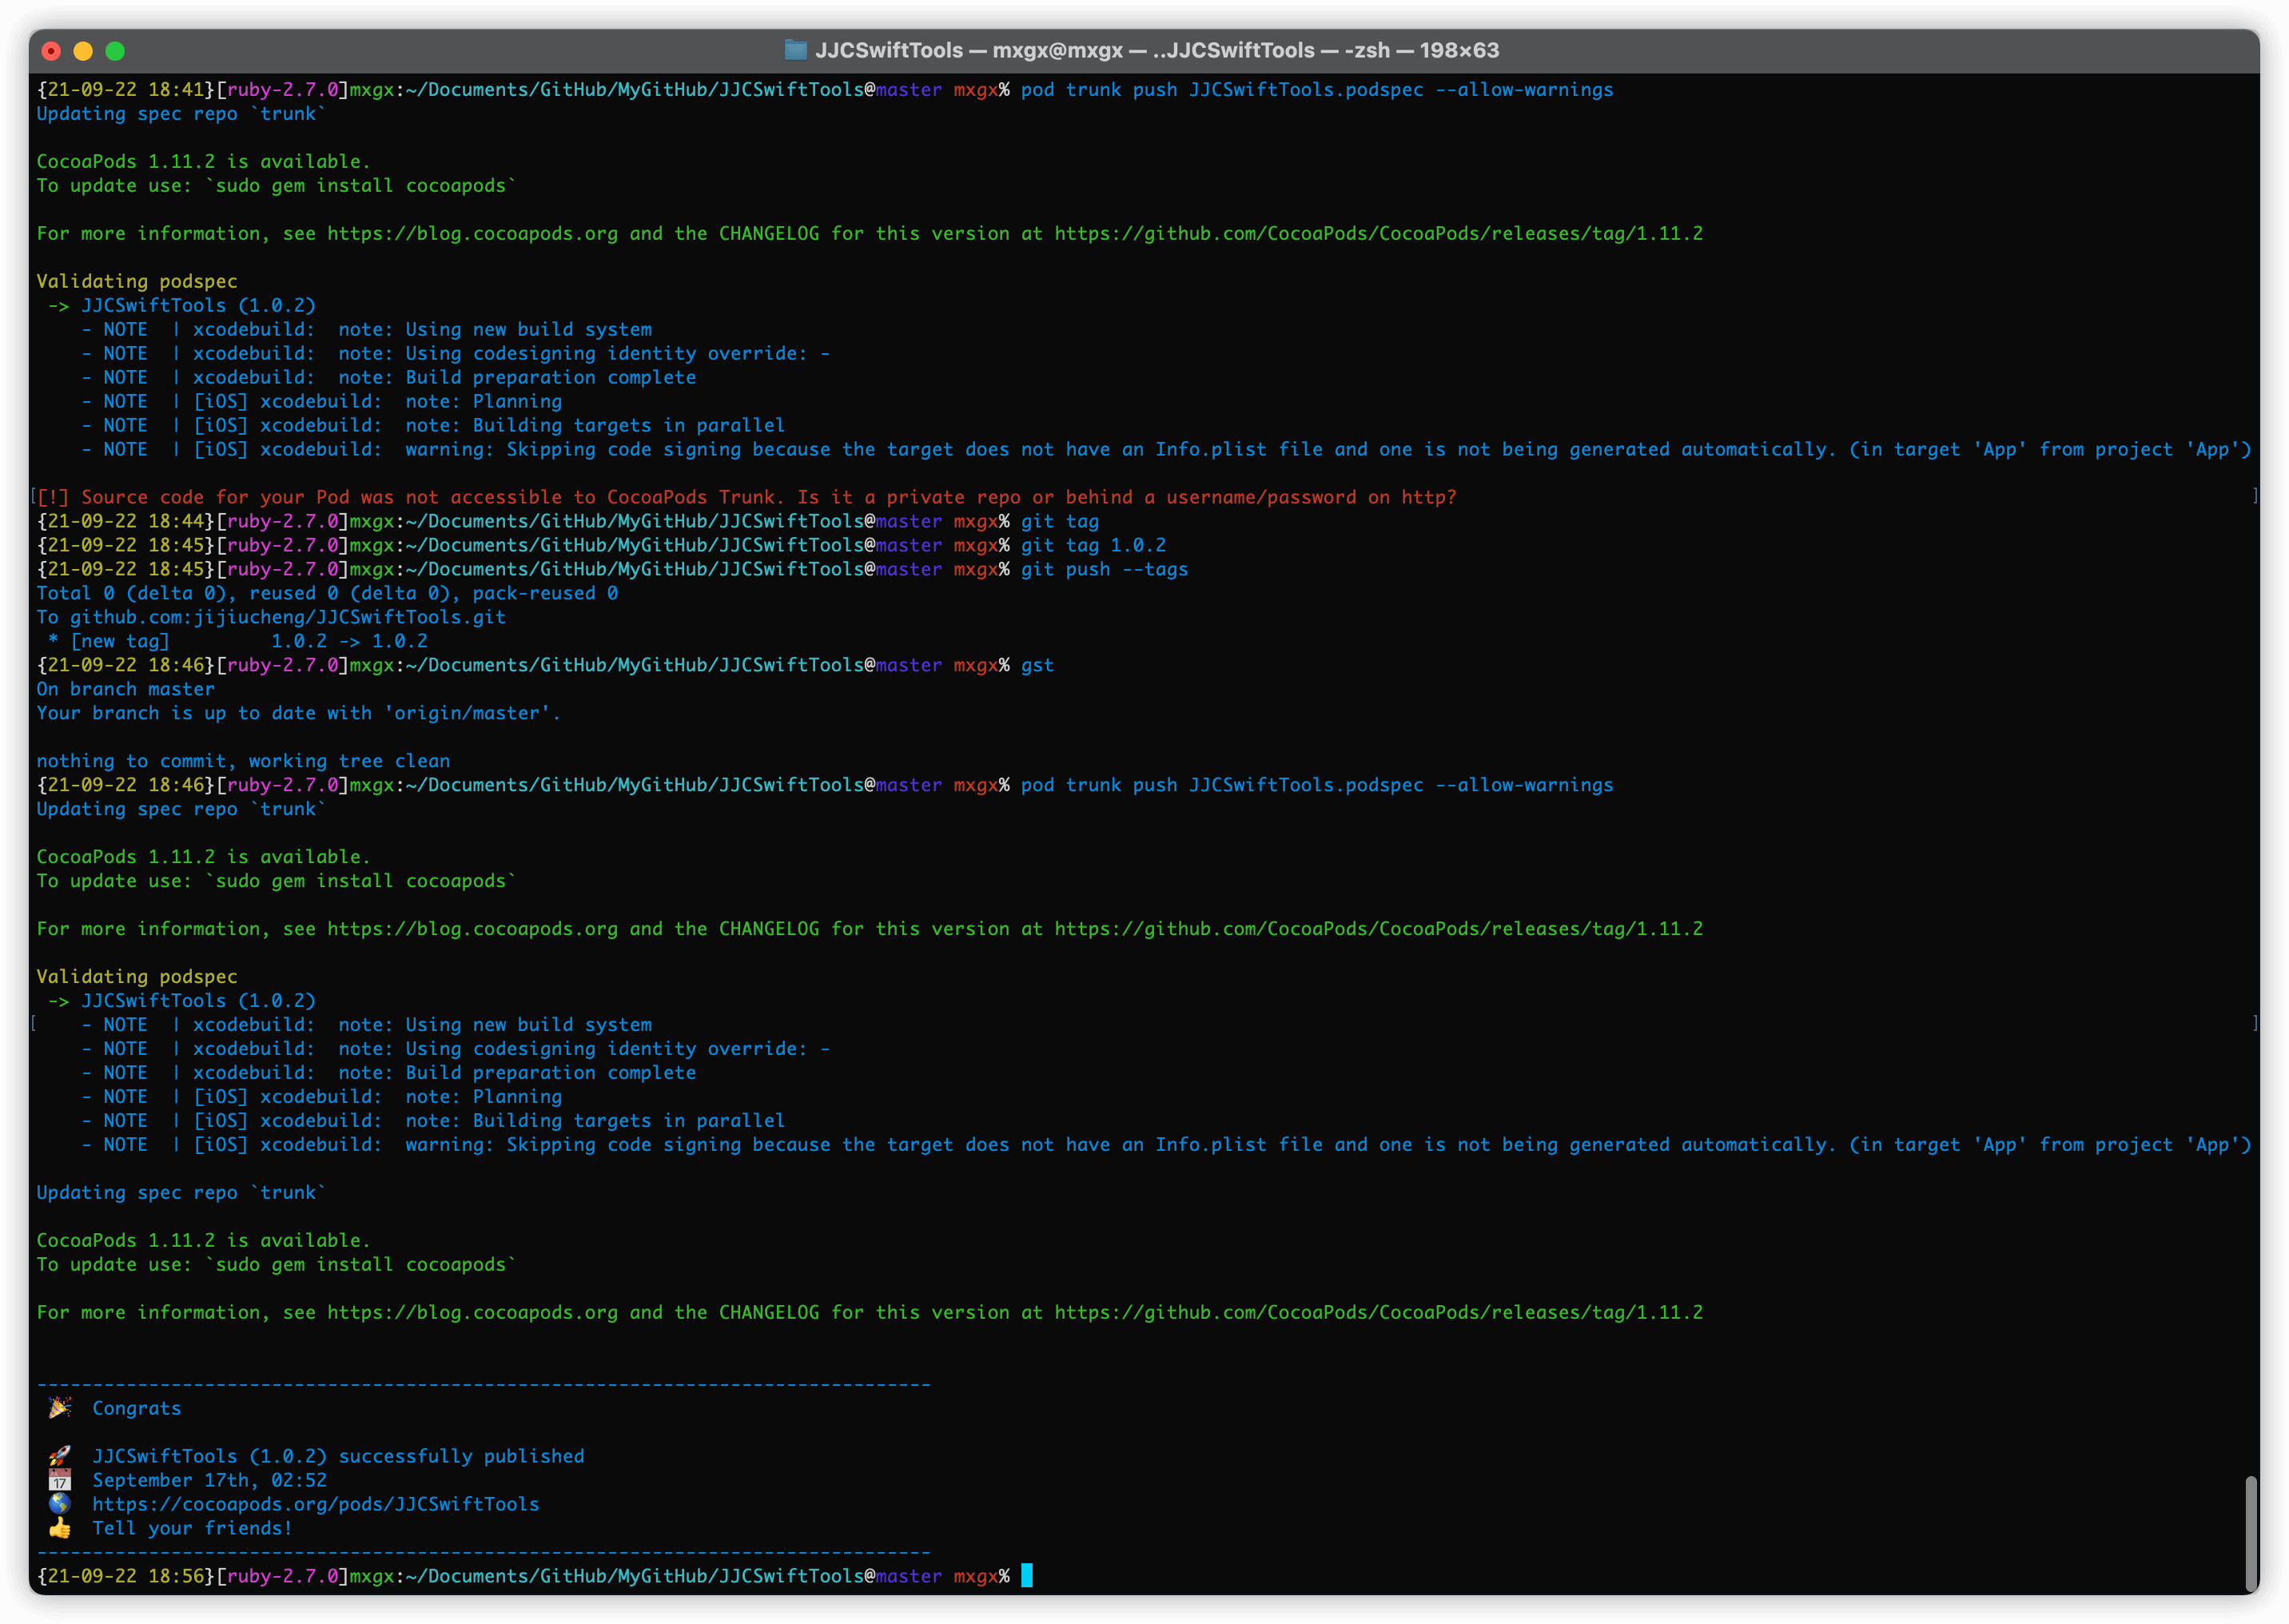 JJCSwiftTools — mxgx@mxgx — ..JJCSwiftTools — -zsh — 198×63
{21-09-22 18:41}[ruby-2.7.0]mxgx:~/Documents/GitHub/MyGitHub/JJCSwiftTools@master mxgx% pod trunk push JJCSwiftTools.podspec --allow-warnings
Updating spec repo `trunk`
CocoaPods 1.11.2 is available.
To update use: `sudo gem install cocoapods`
For more information, see https://blog.cocoapods.org and the CHANGELOG for this version at https://github.com/CocoaPods/CocoaPods/releases/tag/1.11.2
Validating podspec
-> JJCSwiftTools (1.0.2)
- NOTE | xcodebuild: note: Using new build system
- NOTE | xcodebuild: note: Using codesigning identity override: -
- NOTE | xcodebuild: note: Build preparation complete
- NOTE | [iOS] xcodebuild: note: Planning
- NOTE | [iOS] xcodebuild: note: Building targets in parallel
- NOTE | [iOS] xcodebuild: warning: Skipping code signing because the target does not have an Info.plist file and one is not being generated automatically. (in target 'App' from project 'App')
[[!] Source code for your Pod was not accessible to CocoaPods Trunk. Is it a private repo or behind a username/password on http? ]
{21-09-22 18:44}[ruby-2.7.0]mxgx:~/Documents/GitHub/MyGitHub/JJCSwiftTools@master mxgx% git tag
{21-09-22 18:45}[ruby-2.7.0]mxgx:~/Documents/GitHub/MyGitHub/JJCSwiftTools@master mxgx% git tag 1.0.2
{21-09-22 18:45}[ruby-2.7.0]mxgx:~/Documents/GitHub/MyGitHub/JJCSwiftTools@master mxgx% git push --tags
Total 0 (delta 0), reused 0 (delta 0), pack-reused 0
To github.com:jijiucheng/JJCSwiftTools.git
* [new tag] 1.0.2 -> 1.0.2
{21-09-22 18:46}[ruby-2.7.0]mxgx:~/Documents/GitHub/MyGitHub/JJCSwiftTools@master mxgx% gst
On branch master
Your branch is up to date with 'origin/master'.
nothing to commit, working tree clean
{21-09-22 18:46}[ruby-2.7.0]mxgx:~/Documents/GitHub/MyGitHub/JJCSwiftTools@master mxgx% pod trunk push JJCSwiftTools.podspec --allow-warnings
Updating spec repo `trunk`
CocoaPods 1.11.2 is available.
To update use: `sudo gem install cocoapods`
For more information, see https://blog.cocoapods.org and the CHANGELOG for this version at https://github.com/CocoaPods/CocoaPods/releases/tag/1.11.2
Validating podspec
-> JJCSwiftTools (1.0.2)
[ - NOTE | xcodebuild: note: Using new build system ]
- NOTE | xcodebuild: note: Using codesigning identity override: -
- NOTE | xcodebuild: note: Build preparation complete
- NOTE | [iOS] xcodebuild: note: Planning
- NOTE | [iOS] xcodebuild: note: Building targets in parallel
- NOTE | [iOS] xcodebuild: warning: Skipping code signing because the target does not have an Info.plist file and one is not being generated automatically. (in target 'App' from project 'App')
Updating spec repo `trunk`
CocoaPods 1.11.2 is available.
To update use: `sudo gem install cocoapods`
For more information, see https://blog.cocoapods.org and the CHANGELOG for this version at https://github.com/CocoaPods/CocoaPods/releases/tag/1.11.2
--------------------------------------------------------------------------------
🎉 Congrats
🚀 JJCSwiftTools (1.0.2) successfully published
📅 September 17th, 02:52
🌎 https://cocoapods.org/pods/JJCSwiftTools
👍 Tell your friends!
--------------------------------------------------------------------------------
{21-09-22 18:56}[ruby-2.7.0]mxgx:~/Documents/GitHub/MyGitHub/JJCSwiftTools@master mxgx%